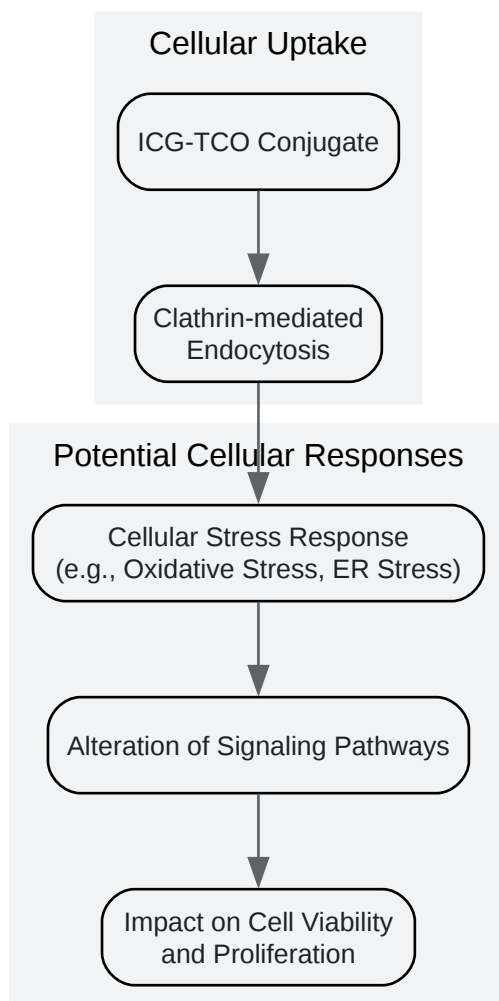 Cellular Uptake
ICG-TCO Conjugate
Clathrin-mediated
Endocytosis
Potential Cellular Responses
Cellular Stress Response
(e.g., Oxidative Stress, ER Stress)
Alteration of Signaling Pathways
Impact on Cell Viability
and Proliferation